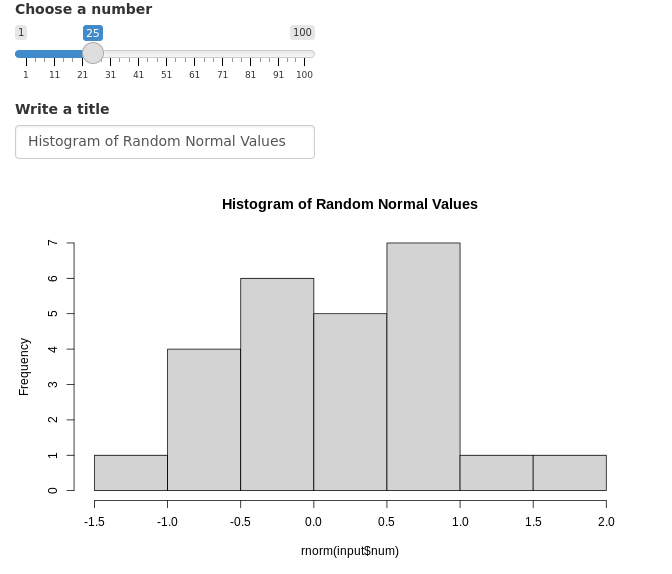 Choose a number
1 25 100
1 11 21 31 41 51 61 71 81 91 100
Write a title
Histogram of Random Normal Values
Histogram of Random Normal Values
7
6
5
4
3
2
1
0
Frequency
-1.5 -1.0 -0.5 0.0 0.5 1.0 1.5 2.0
rnorm(input$num)